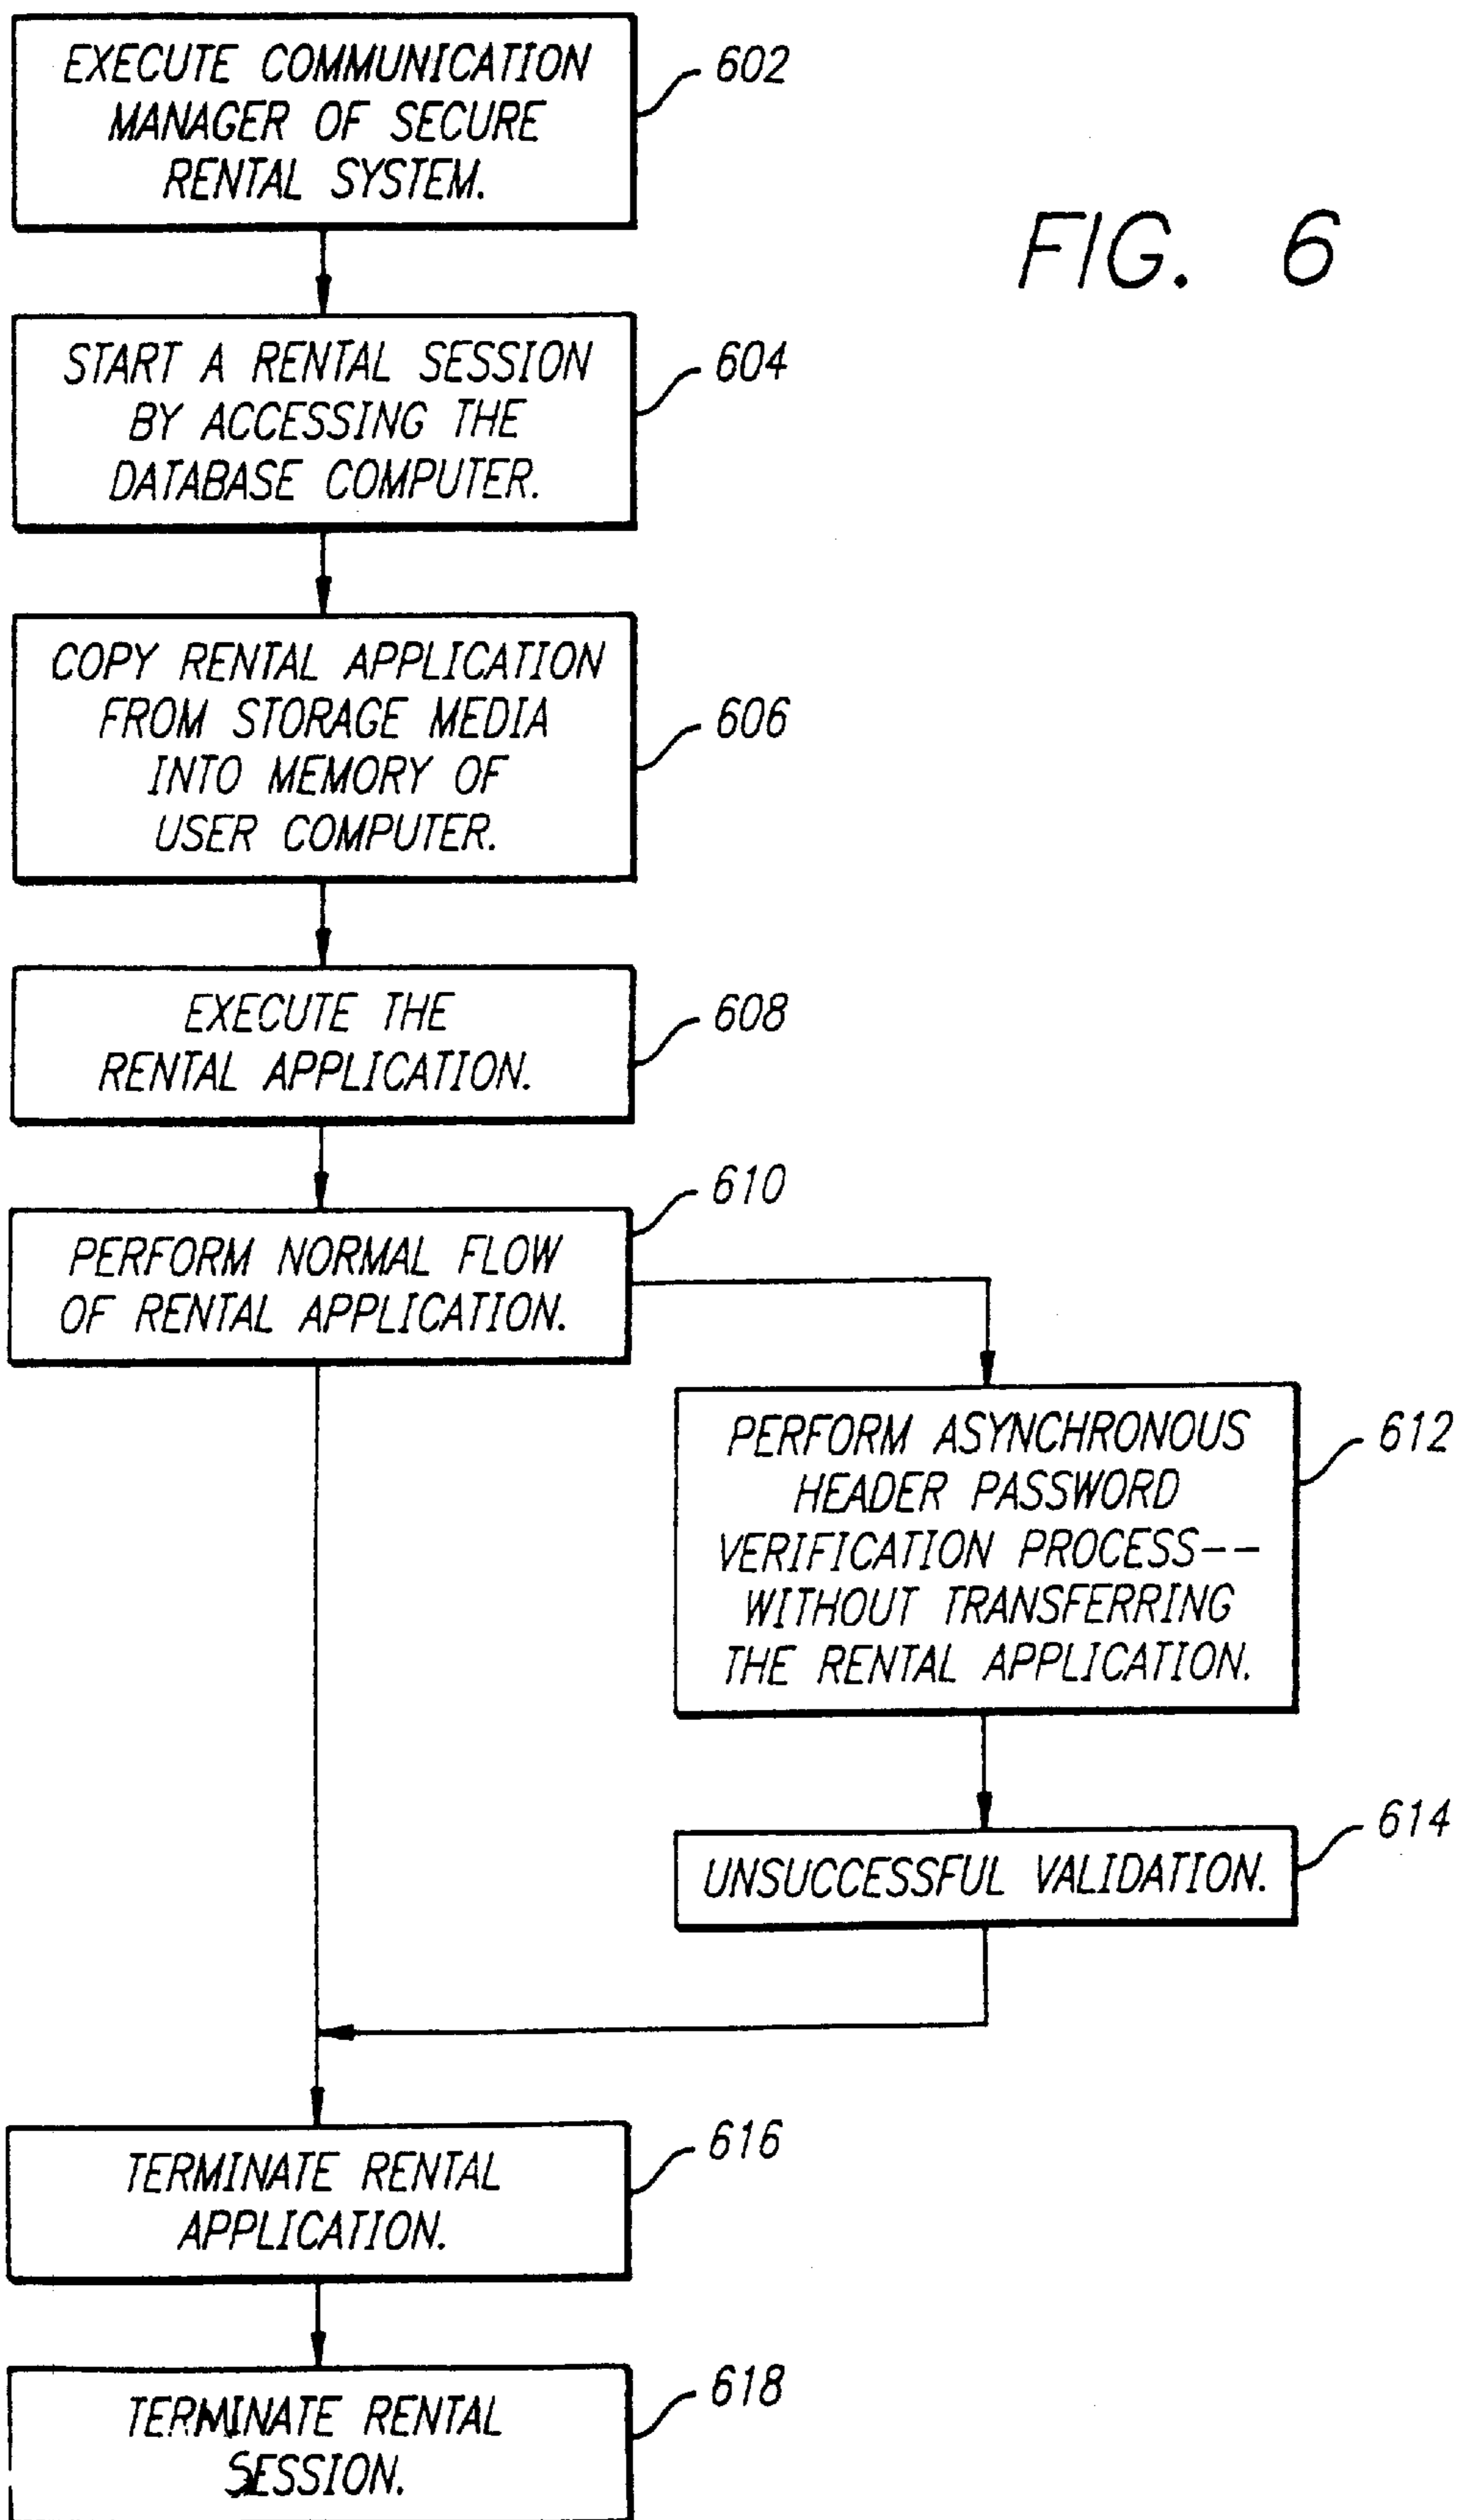 EXECUTE COMMUNICATION
MANAGER OF SECURE
RENTAL SYSTEM.
602
FIG. 6
START A RENTAL SESSION
BY ACCESSING THE
DATABASE COMPUTER.
604
COPY RENTAL APPLICATION
FROM STORAGE MEDIA
INTO MEMORY OF
USER COMPUTER.
606
EXECUTE THE
RENTAL APPLICATION.
608
PERFORM NORMAL FLOW
OF RENTAL APPLICATION.
610
PERFORM ASYNCHRONOUS
HEADER PASSWORD
VERIFICATION PROCESS--
WITHOUT TRANSFERRING
THE RENTAL APPLICATION.
612
UNSUCCESSFUL VALIDATION.
614
TERMINATE RENTAL
APPLICATION.
616
TERMINATE RENTAL
SESSION.
618